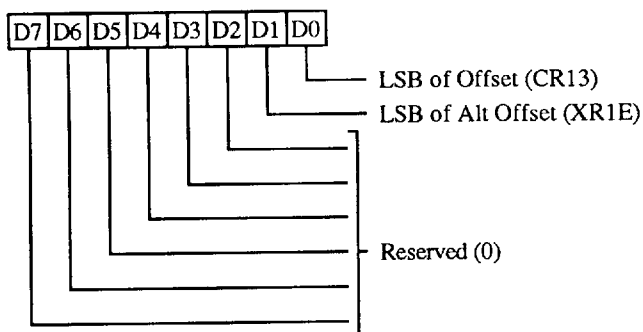 D7 D6 D5 D4 D3 D2 D1 D0
LSB of Offset (CR13)
LSB of Alt Offset (XR1E)
Reserved (0)